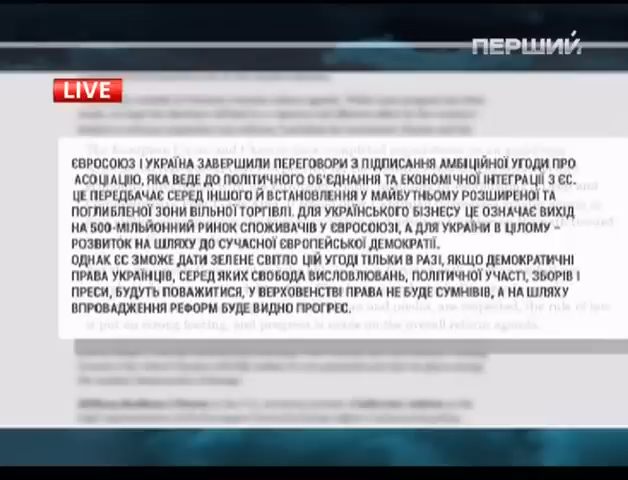 ПЕРШИЙ
LIVE
ЄВРОСОЮЗ І УКРАЇНА ЗАВЕРШИЛИ ПЕРЕГОВОРИ З ПІДПИСАННЯ АМБІЦІЙНОЇ УГОДИ ПРО
АСОЦІАЦІЮ, ЯКА ВЕДЕ ДО ПОЛІТИЧНОГО ОБ'ЄДНАННЯ ТА ЕКОНОМІЧНОЇ ІНТЕГРАЦІЇ З ЄС.
ЦЕ ПЕРЕДБАЧАЄ СЕРЕД ІНШОГО Й ВСТАНОВЛЕННЯ У МАЙБУТНЬОМУ РОЗШИРЕНОЇ ТА
ПОГЛИБЛЕНОЇ ЗОНИ ВІЛЬНОЇ ТОРГІВЛІ. ДЛЯ УКРАЇНСЬКОГО БІЗНЕСУ ЦЕ ОЗНАЧАЄ ВИХІД
НА 500-МІЛЬЙОННИЙ РИНОК СПОЖИВАЧІВ У ЄВРОСОЮЗІ, А ДЛЯ УКРАЇНИ В ЦІЛОМУ –
РОЗВИТОК НА ШЛЯХУ ДО СУЧАСНОЇ ЄВРОПЕЙСЬКОЇ ДЕМОКРАТІЇ.
ОДНАК ЄС ЗМОЖЕ ДАТИ ЗЕЛЕНЕ СВІТЛО ЦІЙ УГОДІ ТІЛЬКИ В РАЗІ, ЯКЩО ДЕМОКРАТИЧНІ
ПРАВА УКРАЇНЦІВ, СЕРЕД ЯКИХ СВОБОДА ВИСЛОВЛЮВАНЬ, ПОЛІТИЧНОЇ УЧАСТІ, ЗБОРІВ І
ПРЕСИ, БУДУТЬ ПОВАЖИТИСЯ, У ВЕРХОВЕНСТВІ ПРАВА НЕ БУДЕ СУМНІВІВ, А НА ШЛЯХУ
ВПРОВАДЖЕННЯ РЕФОРМ БУДЕ ВИДНО ПРОГРЕС.